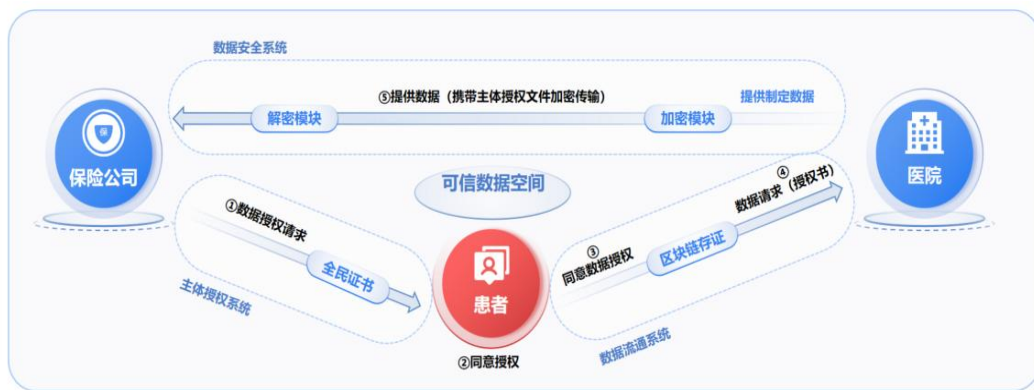 数据安全系统
⑤提供数据（携带主体授权文件加密传输）
提供制定数据
解密模块
加密模块
保
保险公司
医院
可信数据空间
①数据授权请求
全民证书
主体授权系统
患者
②同意授权
③
同意数据授权
区块链存证
④
数据请求（授权书）
数据流通系统